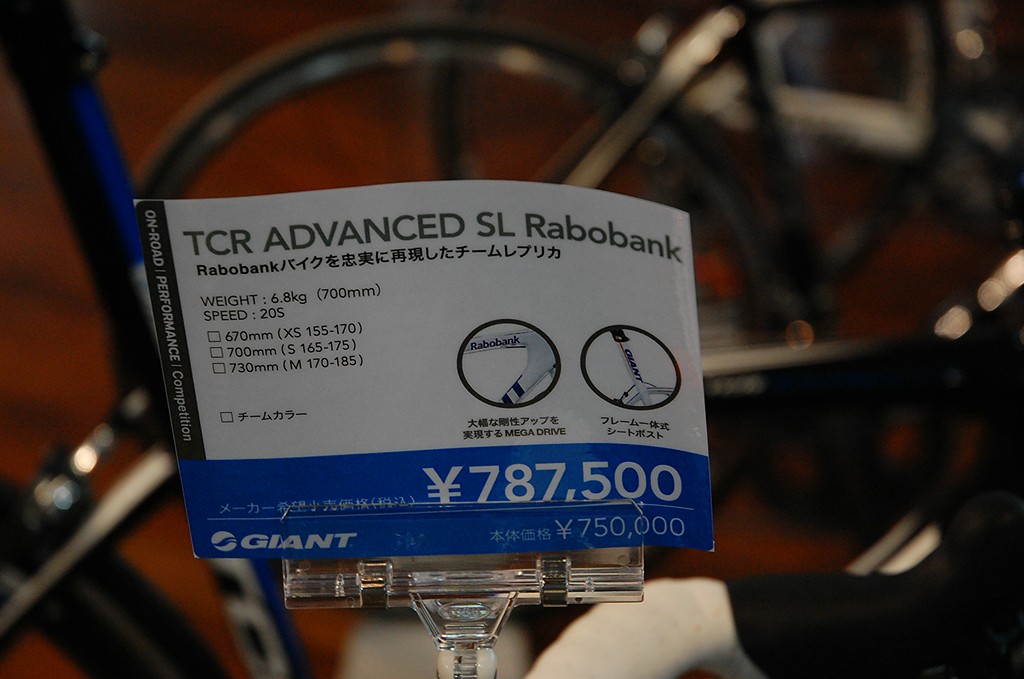 ON-ROAD | PERFORMANCE | Competition
TCR ADVANCED SL Rabobank
Rabobankバイクを忠実に再現したチームレプリカ
WEIGHT : 6.8kg（700mm）
SPEED : 20S
□ 670mm ( XS 155-170)
□ 700mm ( S 165-175)
□ 730mm ( M 170-185)
□ チームカラー
Rabobank
大幅な剛性アップを
実現する MEGA DRIVE
GIANT
フレーム一体式
シートポスト
メーカー希望小売価格(税込) ¥787,500
GIANT 本体価格 ¥750,000